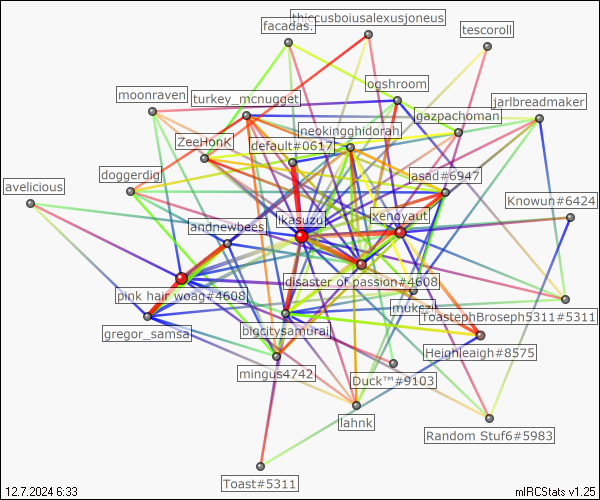 thiccusboiusalexusjoneus
facadas.
tescoroll
ogshroom
moonraven
turkey_mcnugget
jarlbreadmaker
gazpachoman
neokingghidorah
ZeeHonK
default#0617
doggerdig
asad#6947
avelicious
Knowun#6424
xenoyaut
lkasuzu
andnewbees
disaster of passion#4608
pink hair woag#4608
mukezi
ToastephBroseph5311#5311
gregor_samsa
bigcitysamurai
Heighleaigh#8575
mingus4742
Duck™#9103
lahnk
Random Stuf6#5983
Toast#5311
12.7.2024 6:33
mIRCStats v1.25